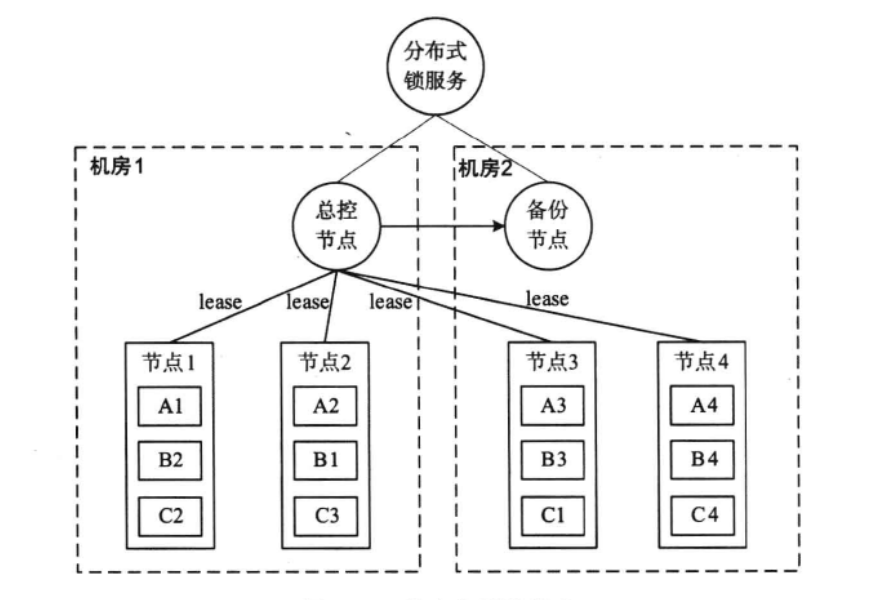 分布式
锁服务
机房1
机房2
总控
节点
备份
节点
lease
lease
lease
lease
节点1
节点2
节点3
节点4
A1
A2
A3
A4
B2
B1
B3
B4
C2
C3
C1
C4